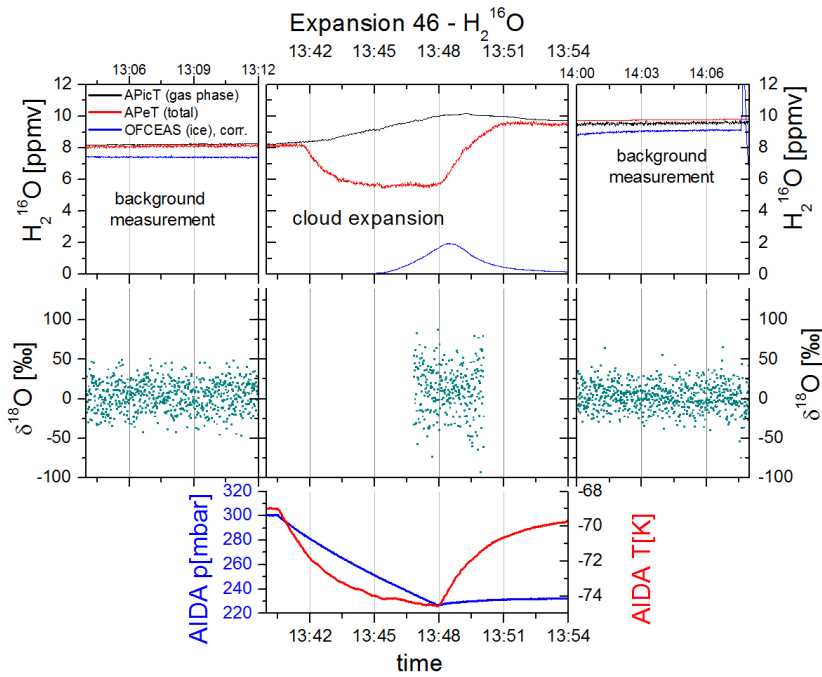 Expansion 46 - H₂¹⁶O
13:42 13:45 13:48 13:51 13:54
13:06 13:09 13:12
14:00 14:03 14:06
12
10
8
6
4
2
0
H₂¹⁶O [ppmv]
APicT (gas phase)
APeT (total)
OFCEAS (ice), corr.
background
measurement
cloud expansion
background
measurement
12
10
8
6
4
2
0
H₂¹⁶O [ppmv]
100
50
0
-50
-100
δ¹⁸O [‰]
100
50
0
-50
-100
δ¹⁸O [‰]
320
300
280
260
240
220
AIDA p[mbar]
-68
-70
-72
-74
AIDA T[K]
13:42 13:45 13:48 13:51 13:54
time